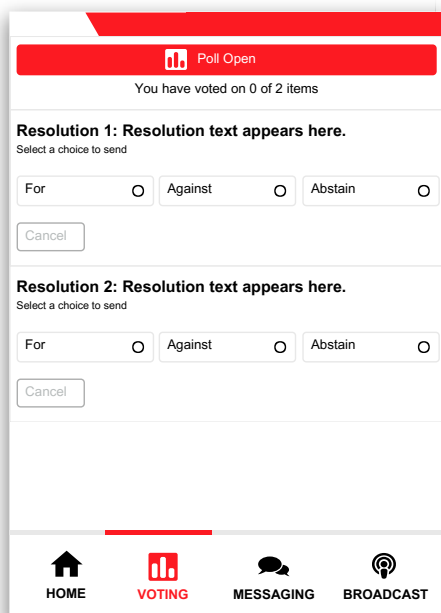 Poll Open
You have voted on 0 of 2 items
Resolution 1: Resolution text appears here.
Select a choice to send
For Against Abstain
Cancel
Resolution 2: Resolution text appears here.
Select a choice to send
For Against Abstain
Cancel
HOME VOTING MESSAGING BROADCAST